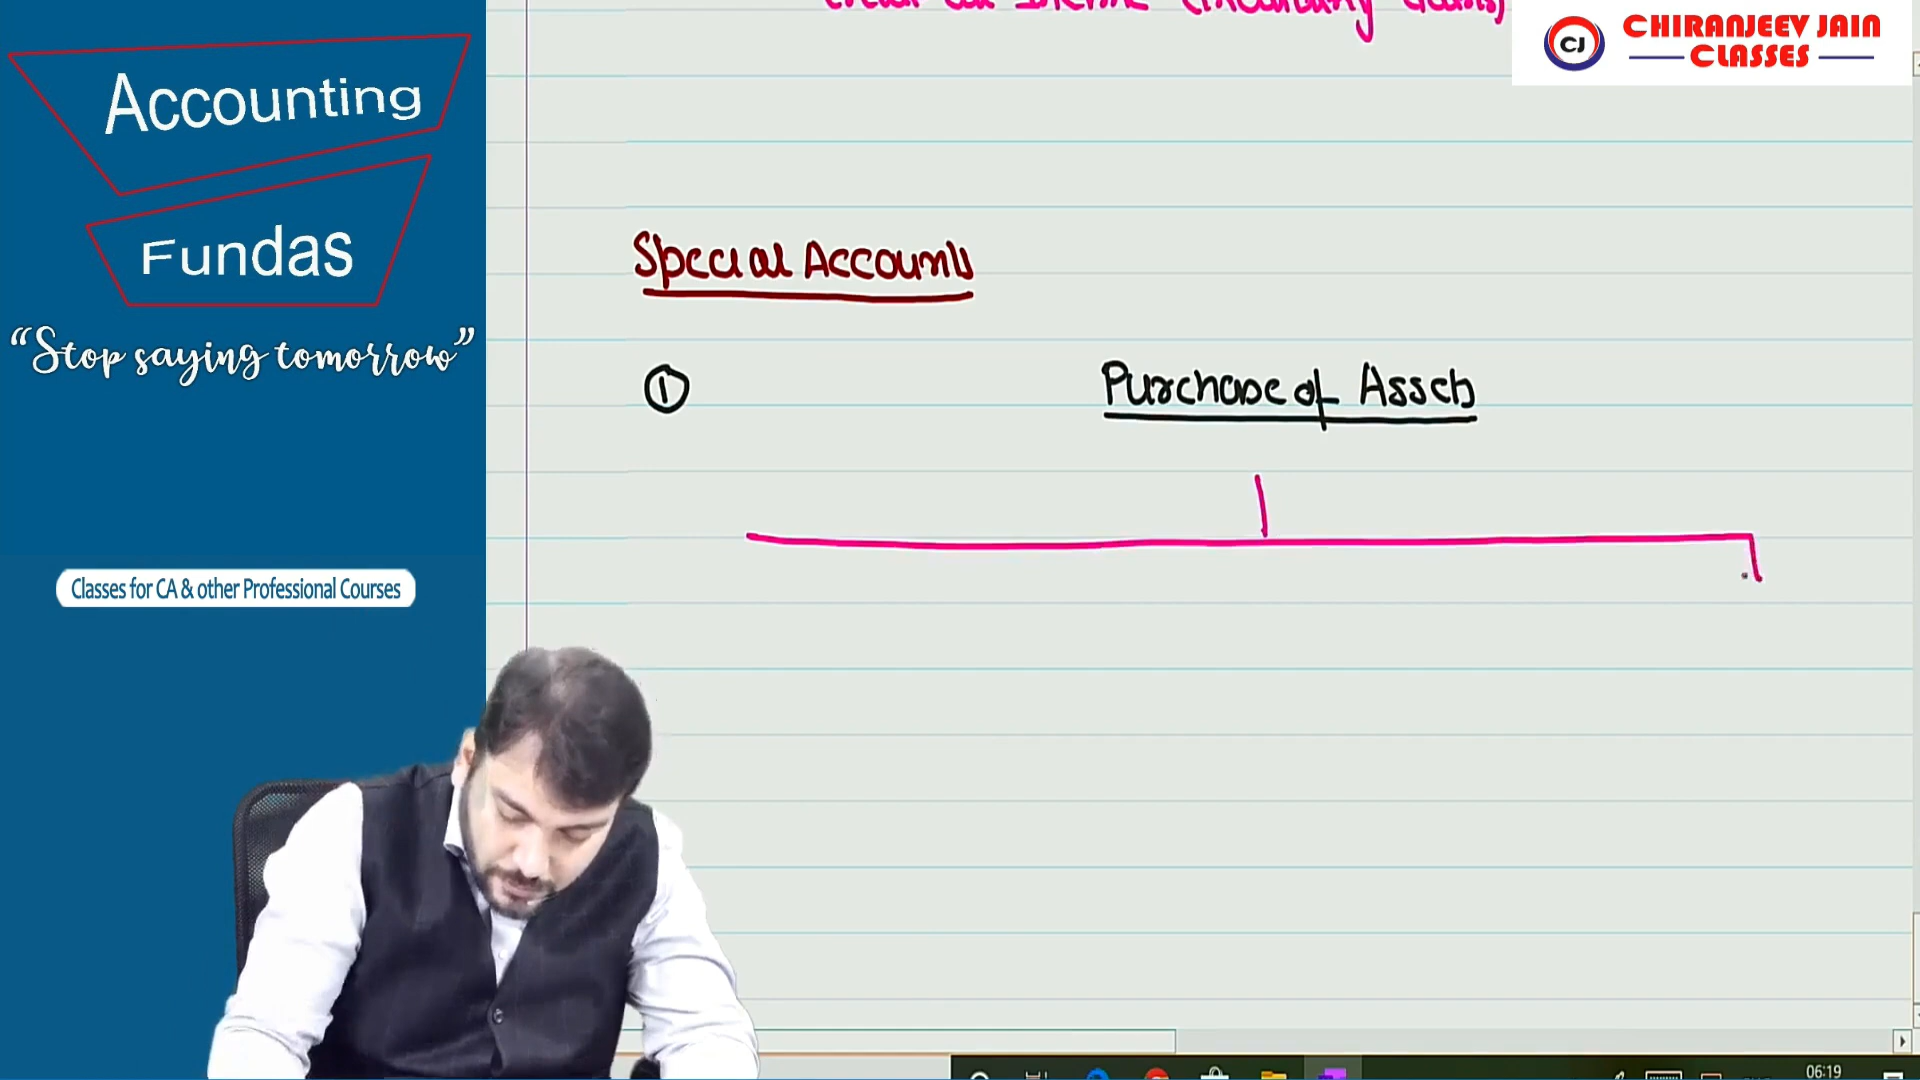 CHIRANJEEV JAIN
CJ
CLASSES
Accounting
Fundas
"Stop saying tomorrow"
Classes for CA & other Professional Courses
Special Accounts
① Purchase of Assets
06:19